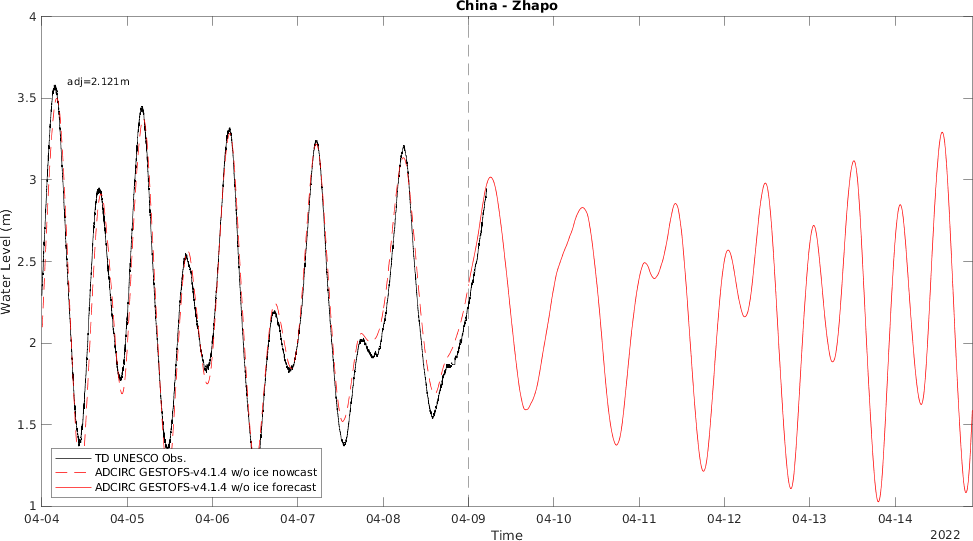 China - Zhapo
adj=2.121m
4
3.5
3
2.5
2
1.5
1
Water Level (m)
TD UNESCO Obs.
ADCIRC GESTOFS-v4.1.4 w/o ice nowcast
ADCIRC GESTOFS-v4.1.4 w/o ice forecast
04-04 04-05 04-06 04-07 04-08 04-09 04-10 04-11 04-12 04-13 04-14
Time
2022